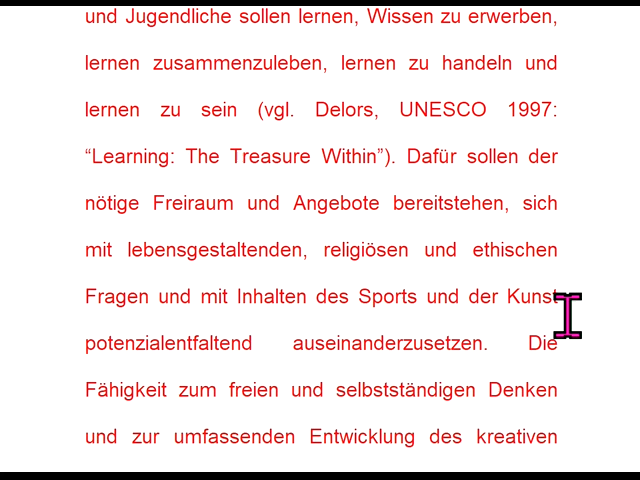 und Jugendliche sollen lernen, Wissen zu erwerben,
lernen zusammenzuleben, lernen zu handeln und
lernen zu sein (vgl. Delors, UNESCO 1997:
“Learning: The Treasure Within”). Dafür sollen der
nötige Freiraum und Angebote bereitstehen, sich
mit lebensgestaltenden, religiösen und ethischen
Fragen und mit Inhalten des Sports und der Kunst
potenzialentfaltend auseinanderzusetzen. Die
Fähigkeit zum freien und selbstständigen Denken
und zur umfassenden Entwicklung des kreativen